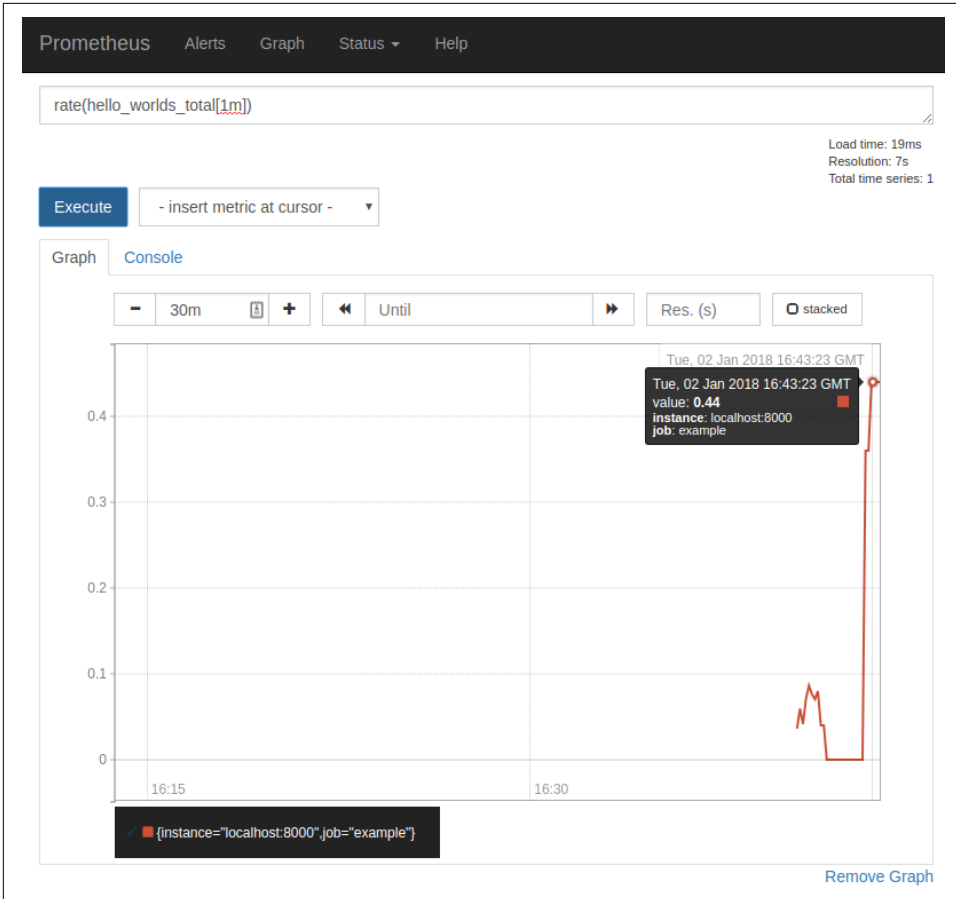 Prometheus Alerts Graph Status Help
rate(hello_worlds_total[1m])
Load time: 19ms
Resolution: 7s
Total time series: 1
Execute - insert metric at cursor -
Graph Console
30m Until Res. (s) stacked
Tue, 02 Jan 2018 16:43:23 GMT
Tue, 02 Jan 2018 16:43:23 GMT
value: 0.44
instance: localhost:8000
job: example
0.4
0.3
0.2
0.1
0
16:15 16:30
{instance="localhost:8000",job="example"}
Remove Graph